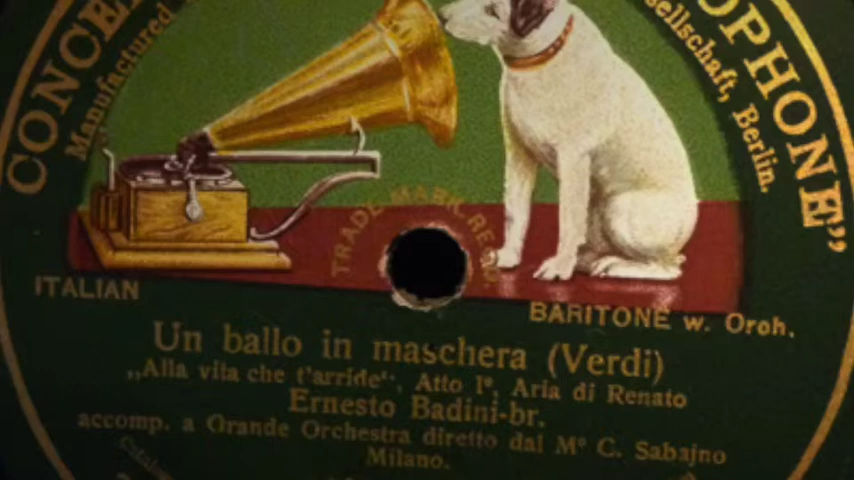 CONCE
Manufactured
OPHONE”
sellschaft, Berlin.
TRADE MARK. RE
ITALIAN
BARITONE w. Orch.
Un ballo in maschera (Verdi)
„Alla vita che t'arride“, Atto Iº, Aria di Renato
Ernesto Badini-br.
accomp. a Grande Orchestra diretto dal Mº C. Sabajno
Milano.